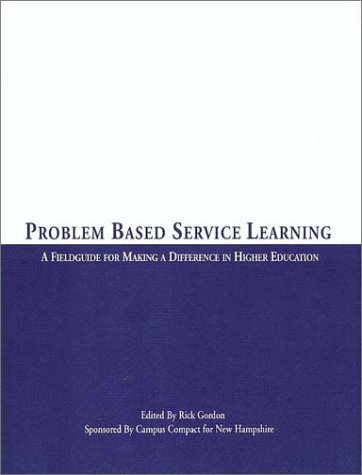 Problem Based Service Learning
A Fieldguide for Making a Difference in Higher Education
Edited By Rick Gordon
Sponsored By Campus Compact for New Hampshire